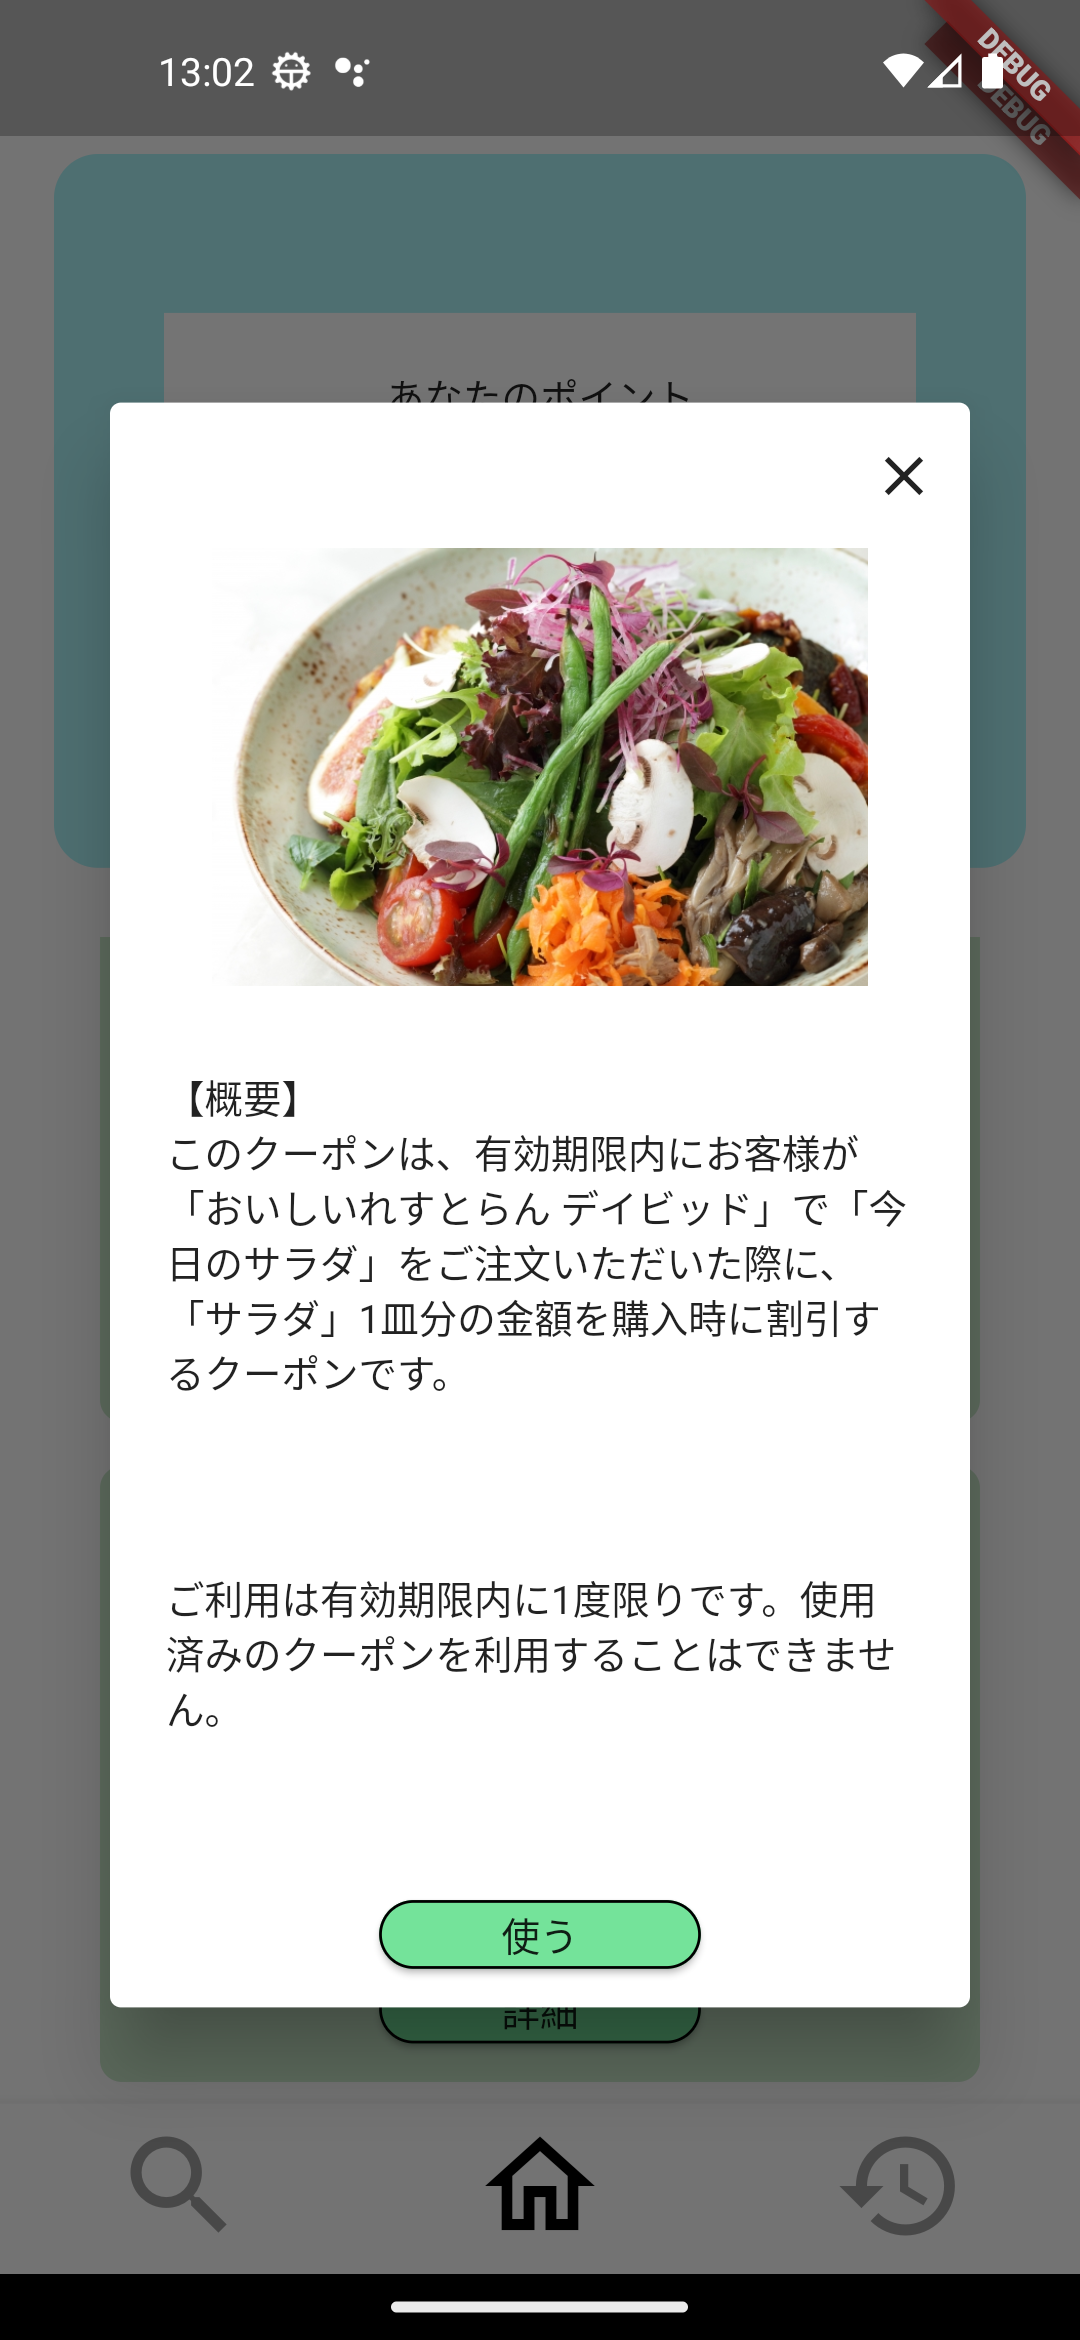 13:02
DEBUG
DEBUG
あなたのポイント
【概要】
このクーポンは、有効期限内にお客様が
「おいしいれすとらん デイビッド」で「今
日のサラダ」をご注文いただいた際に、
「サラダ」1皿分の金額を購入時に割引す
るクーポンです。
ご利用は有効期限内に1度限りです。使用
済みのクーポンを利用することはできませ
ん。
使う
詳細